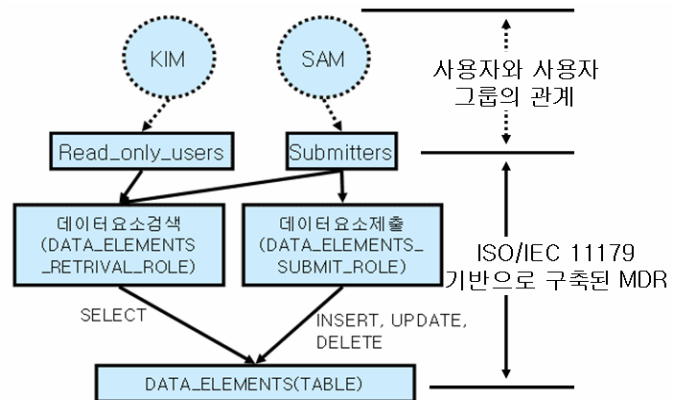 KIM
SAM
사용자와 사용자
그룹의 관계
Read_only_users
Submitters
데이터요소검색
(DATA_ELEMENTS
_RETRIVAL_ROLE)
데이터요소제출
(DATA_ELEMENTS_
SUBMIT_ROLE)
ISO/IEC 11179
기반으로 구축된 MDR
SELECT
INSERT, UPDATE,
DELETE
DATA_ELEMENTS(TABLE)